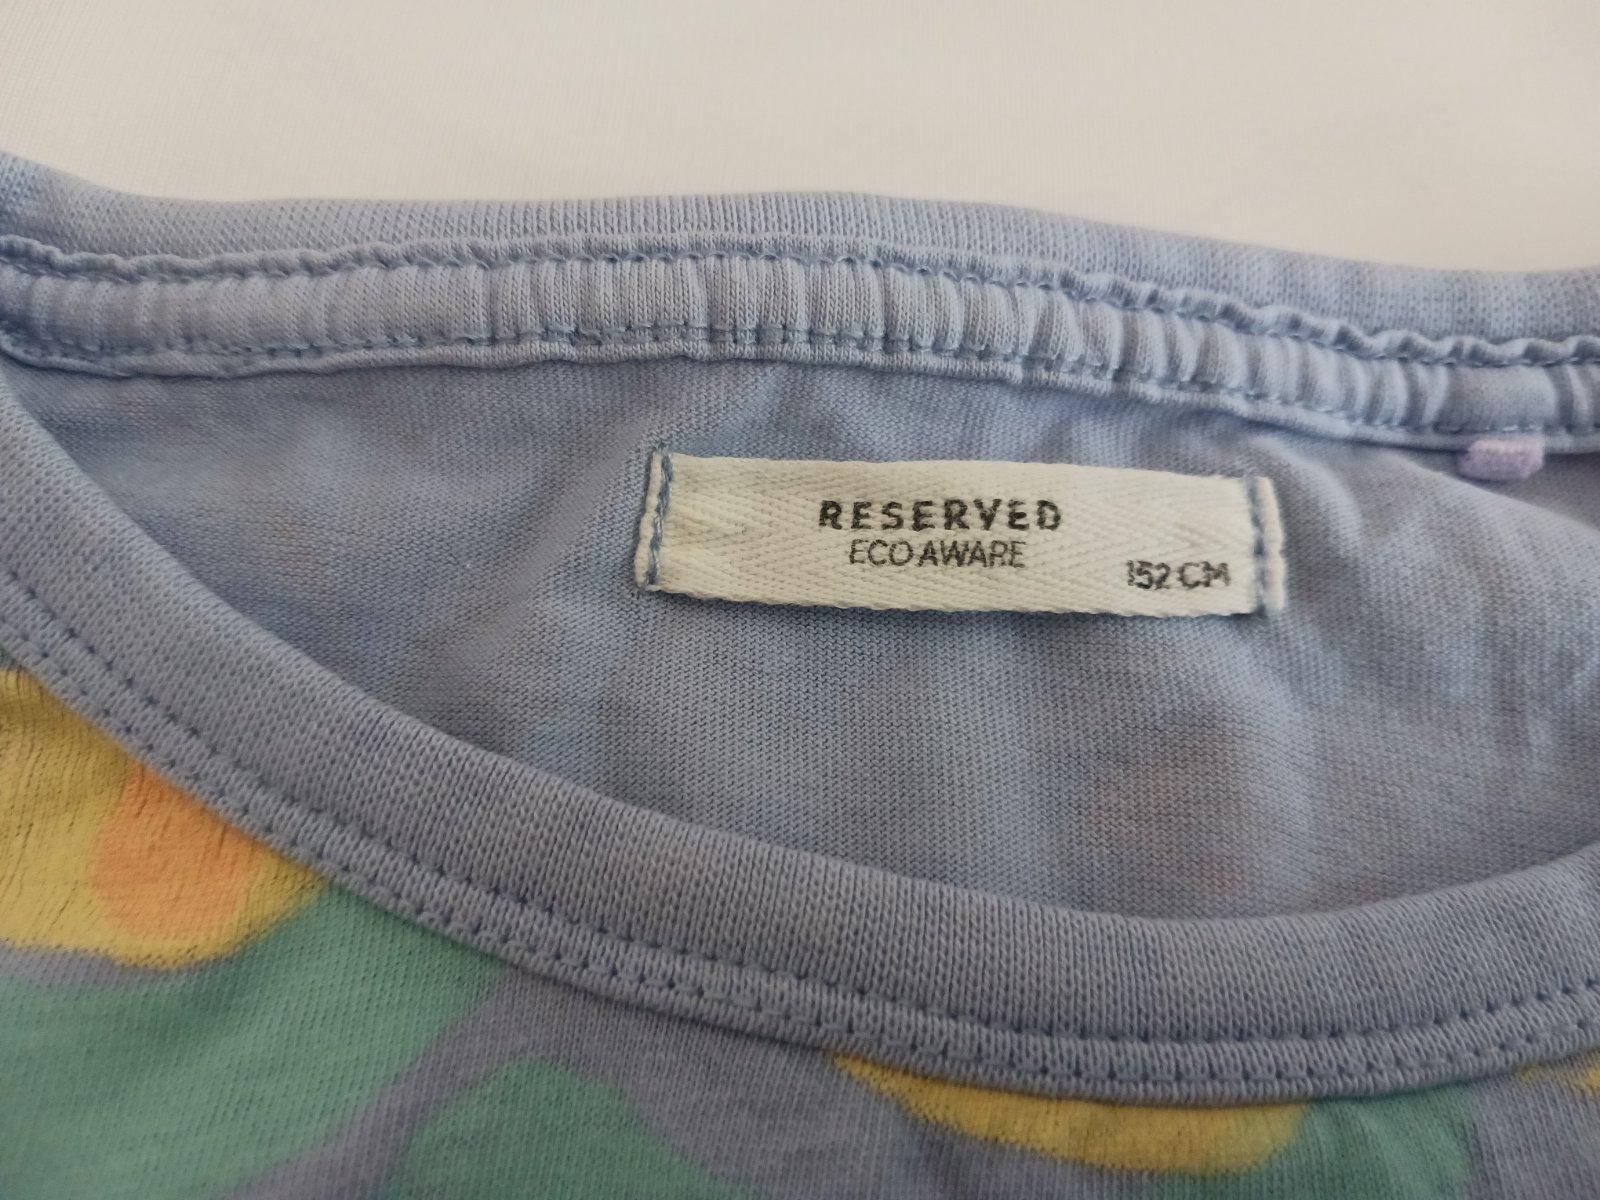 RESERVED
ECO AWARE
152 CM